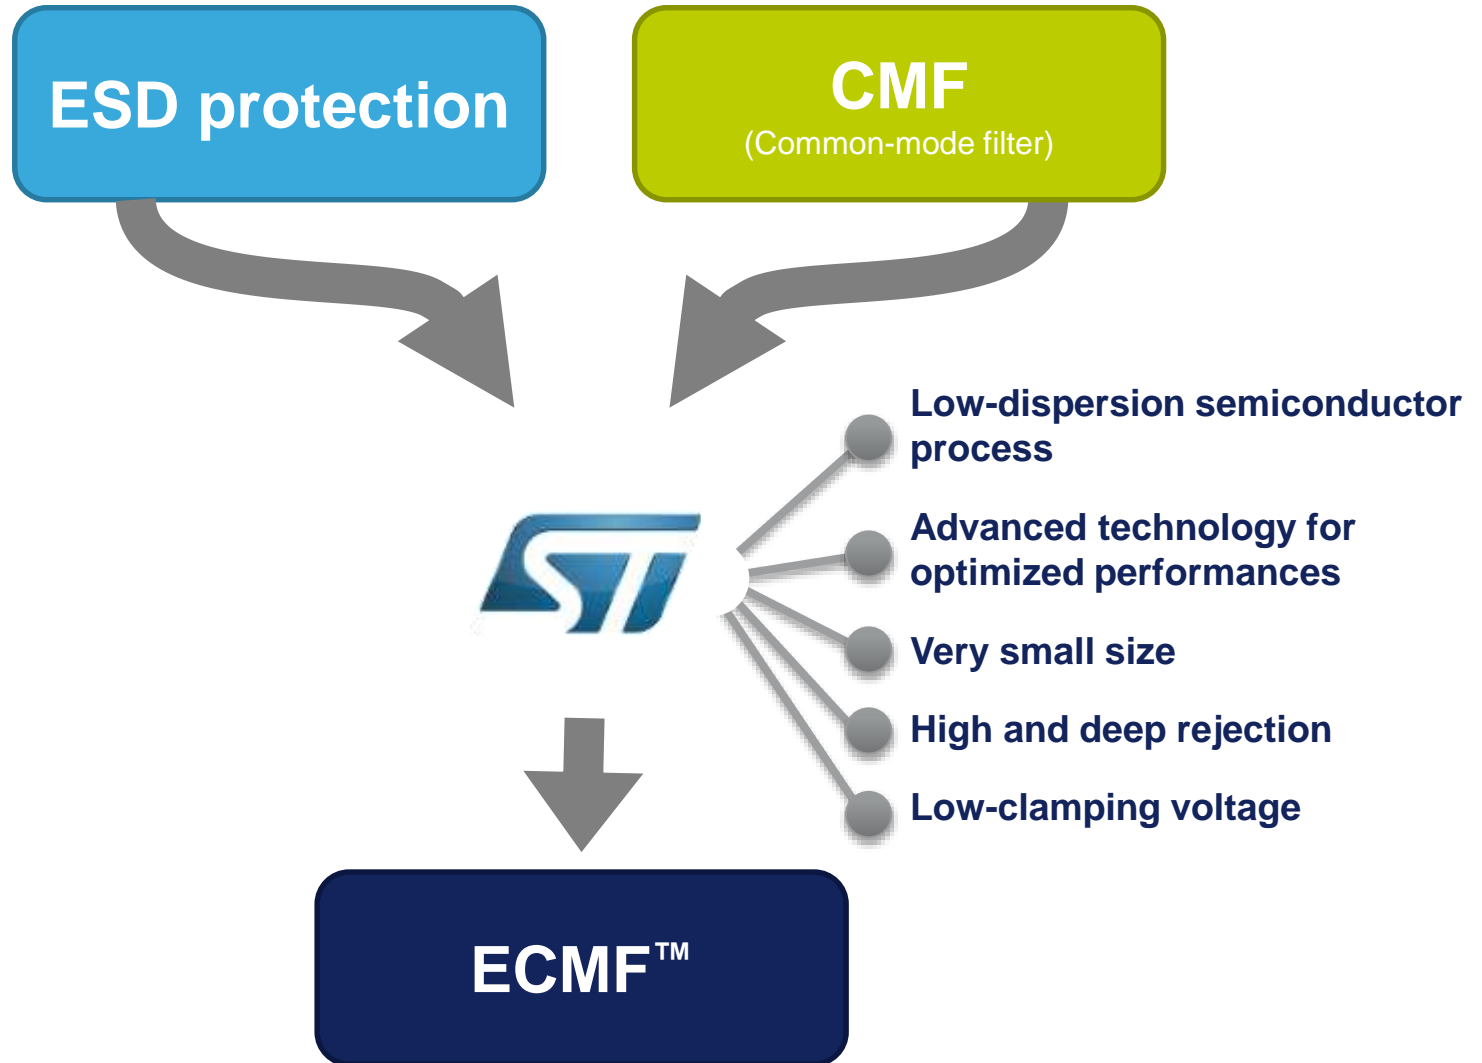 ESD protection
CMF
(Common-mode filter)
Low-dispersion semiconductor
process
Advanced technology for
optimized performances
ST
Very small size
High and deep rejection
Low-clamping voltage
ECMF™